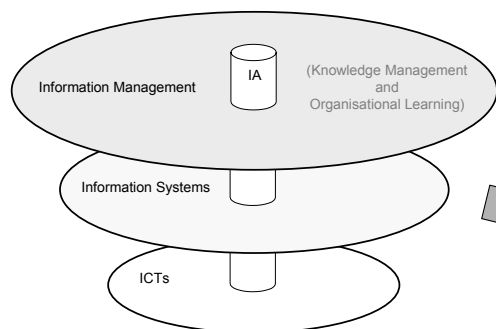 IA
Information Management
(Knowledge Management
and
Organisational Learning)
Information Systems
ICTs